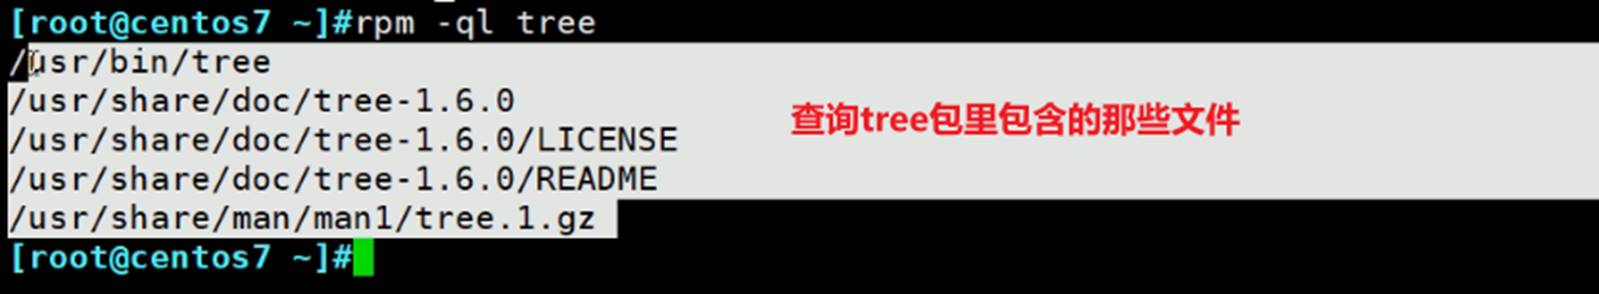 [root@centos7 ~]#rpm -ql tree
/usr/bin/tree
/usr/share/doc/tree-1.6.0
查询tree包里包含的那些文件
/usr/share/doc/tree-1.6.0/LICENSE
/usr/share/doc/tree-1.6.0/README
/usr/share/man/man1/tree.1.gz
[root@centos7 ~]#